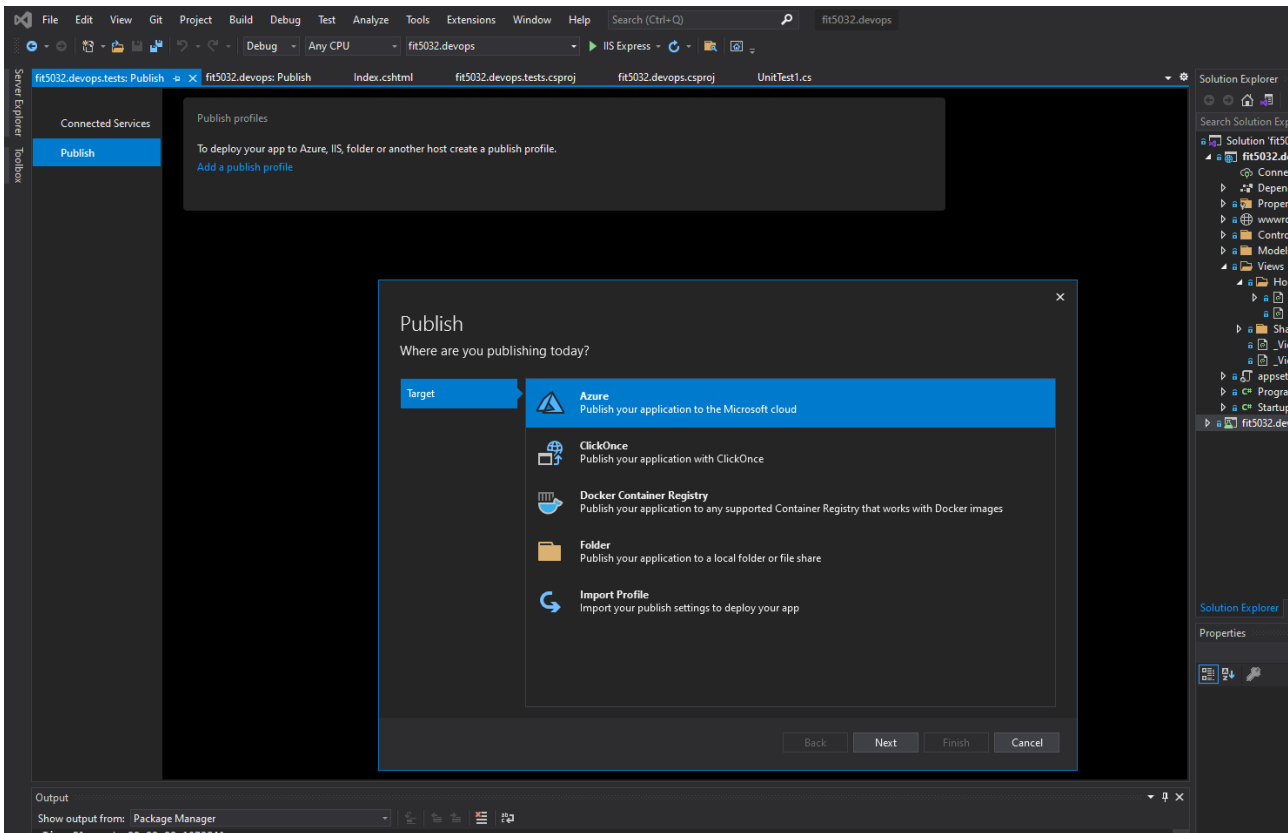 File Edit View Git Project Build Debug Test Analyze Tools Extensions Window Help Search (Ctrl+Q) fit5032.devops
Debug Any CPU fit5032.devops IIS Express
Server Explorer
Toolbox
fit5032.devops.tests: Publish fit5032.devops: Publish Index.cshtml fit5032.devops.tests.csproj fit5032.devops.csproj UnitTest1.cs
Connected Services
Publish
Publish profiles
To deploy your app to Azure, IIS, folder or another host create a publish profile.
Add a publish profile
Publish
Where are you publishing today?
Target
Azure
Publish your application to the Microsoft cloud
ClickOnce
Publish your application with ClickOnce
Docker Container Registry
Publish your application to any supported Container Registry that works with Docker images
Folder
Publish your application to a local folder or file share
Import Profile
Import your publish settings to deploy your app
Back Next Finish Cancel
Solution Explorer
Search Solution Exp
Solution 'fit50
fit5032.de
Conne
Depen
Proper
wwwro
Contro
Model
Views
Ho
Sha
_Vi
_Vi
appset
C# Progra
C# Startup
fit5032.dev
Solution Explorer
Properties
Output
Show output from: Package Manager